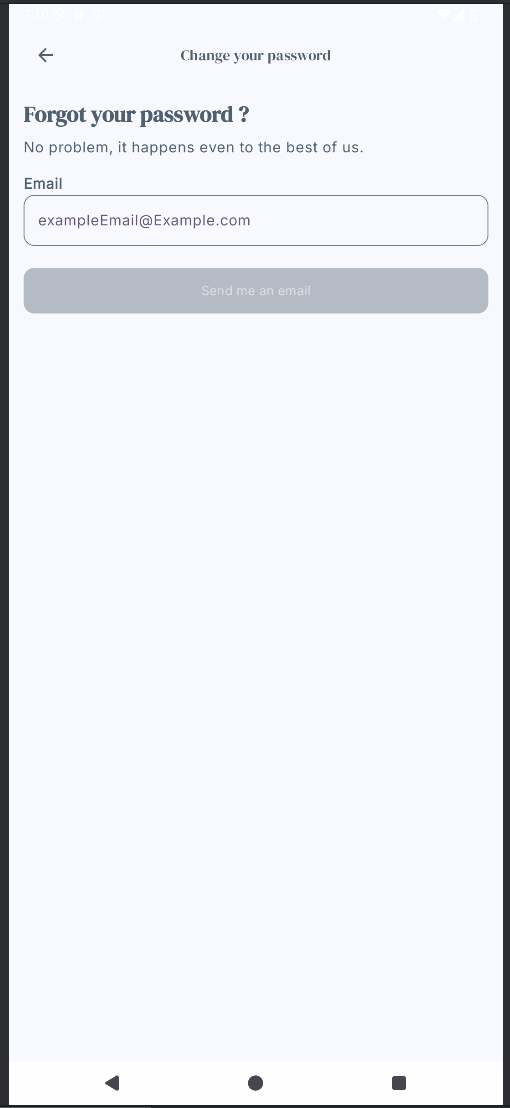 Change your password
Forgot your password ?
No problem, it happens even to the best of us.
Email
exampleEmail@Example.com
Send me an email